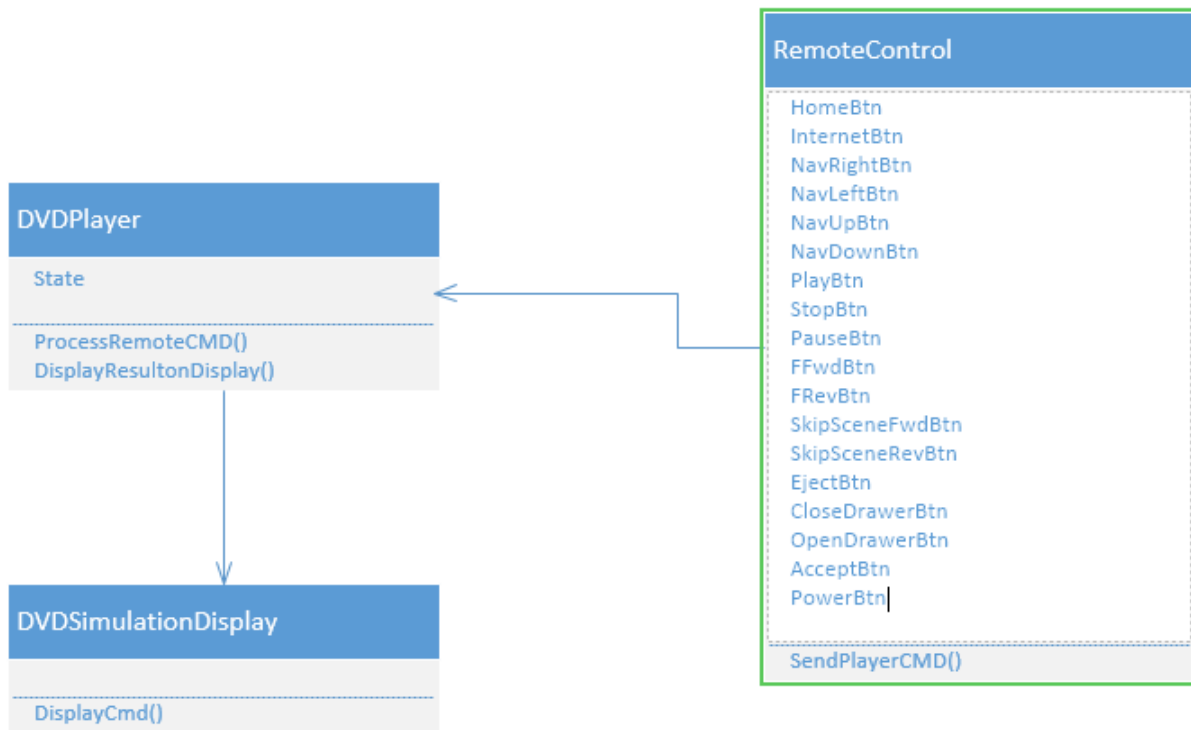 RemoteControl
HomeBtn
InternetBtn
NavRightBtn
NavLeftBtn
NavUpBtn
NavDownBtn
PlayBtn
StopBtn
PauseBtn
FFwdBtn
FRevBtn
SkipSceneFwdBtn
SkipSceneRevBtn
EjectBtn
CloseDrawerBtn
OpenDrawerBtn
AcceptBtn
PowerBtn
SendPlayerCMD()
DVDPlayer
State
ProcessRemoteCMD()
DisplayResultonDisplay()
DVDSimulationDisplay
DisplayCmd()